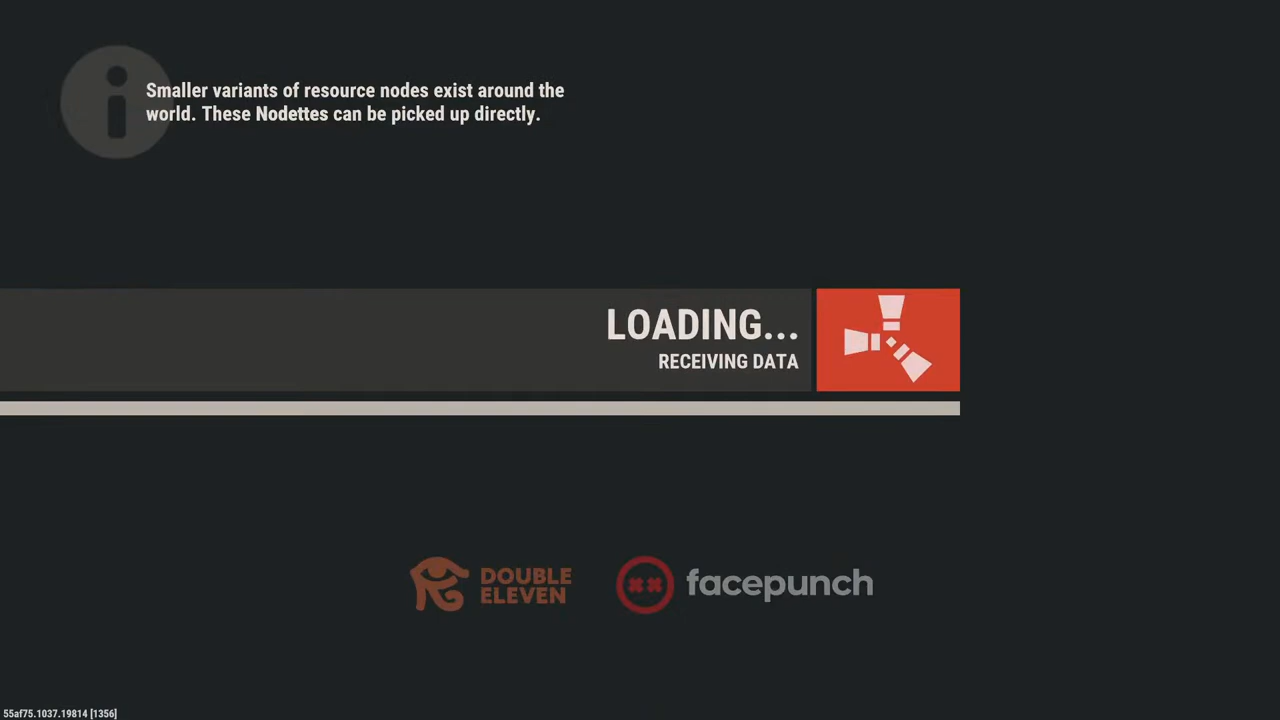 Smaller variants of resource nodes exist around the
world. These Nodettes can be picked up directly.
LOADING...
RECEIVING DATA
DOUBLE
ELEVEN
facepunch
55af75.1037.19814 [1356]